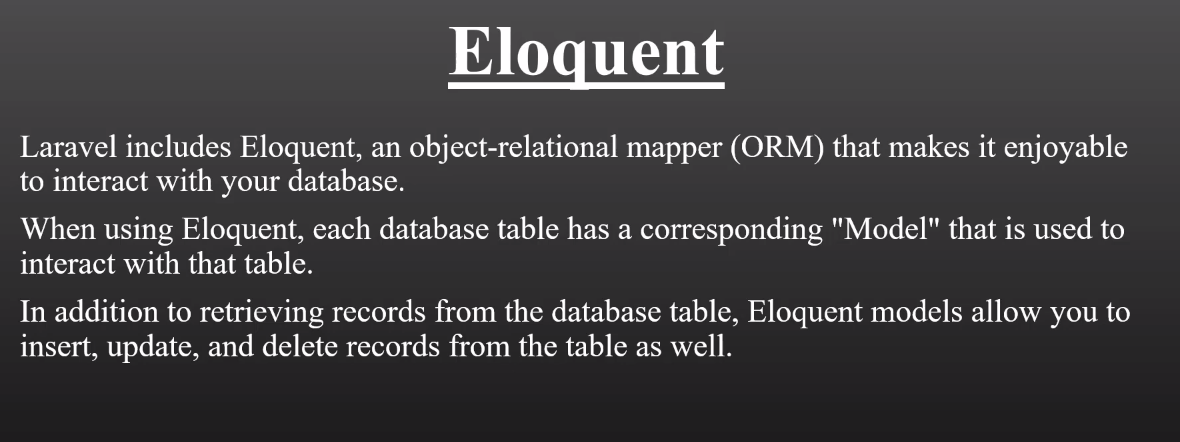 Eloquent
Laravel includes Eloquent, an object-relational mapper (ORM) that makes it enjoyable
to interact with your database.
When using Eloquent, each database table has a corresponding "Model" that is used to
interact with that table.
In addition to retrieving records from the database table, Eloquent models allow you to
insert, update, and delete records from the table as well.